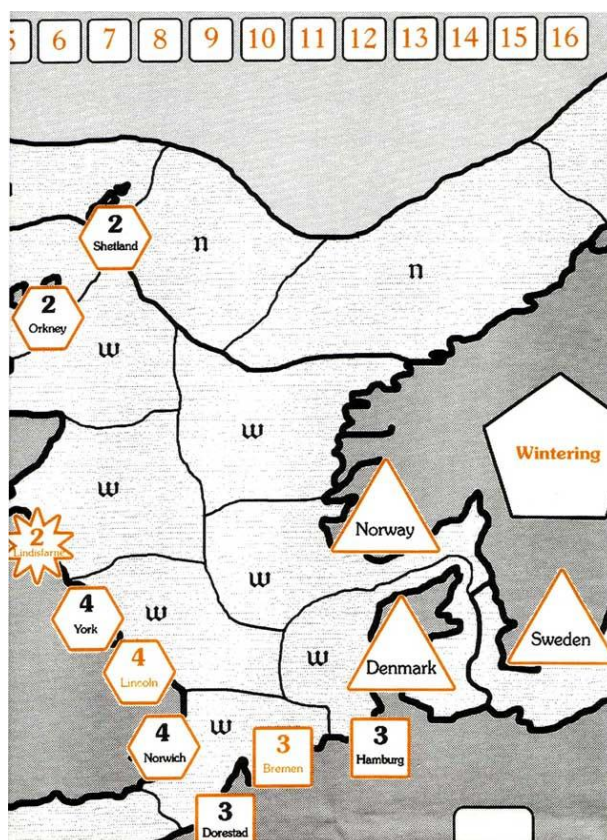 5 6 7 8 9 10 11 12 13 14 15 16
2
Shetland
n
n
2
Orkney
w
w
Wintering
w
2
Lindisfarne
Norway
4
York
w
w
w
Denmark
Sweden
4
Lincoln
4
Norwich
w
3
Bremen
3
Hamburg
3
Dorestad